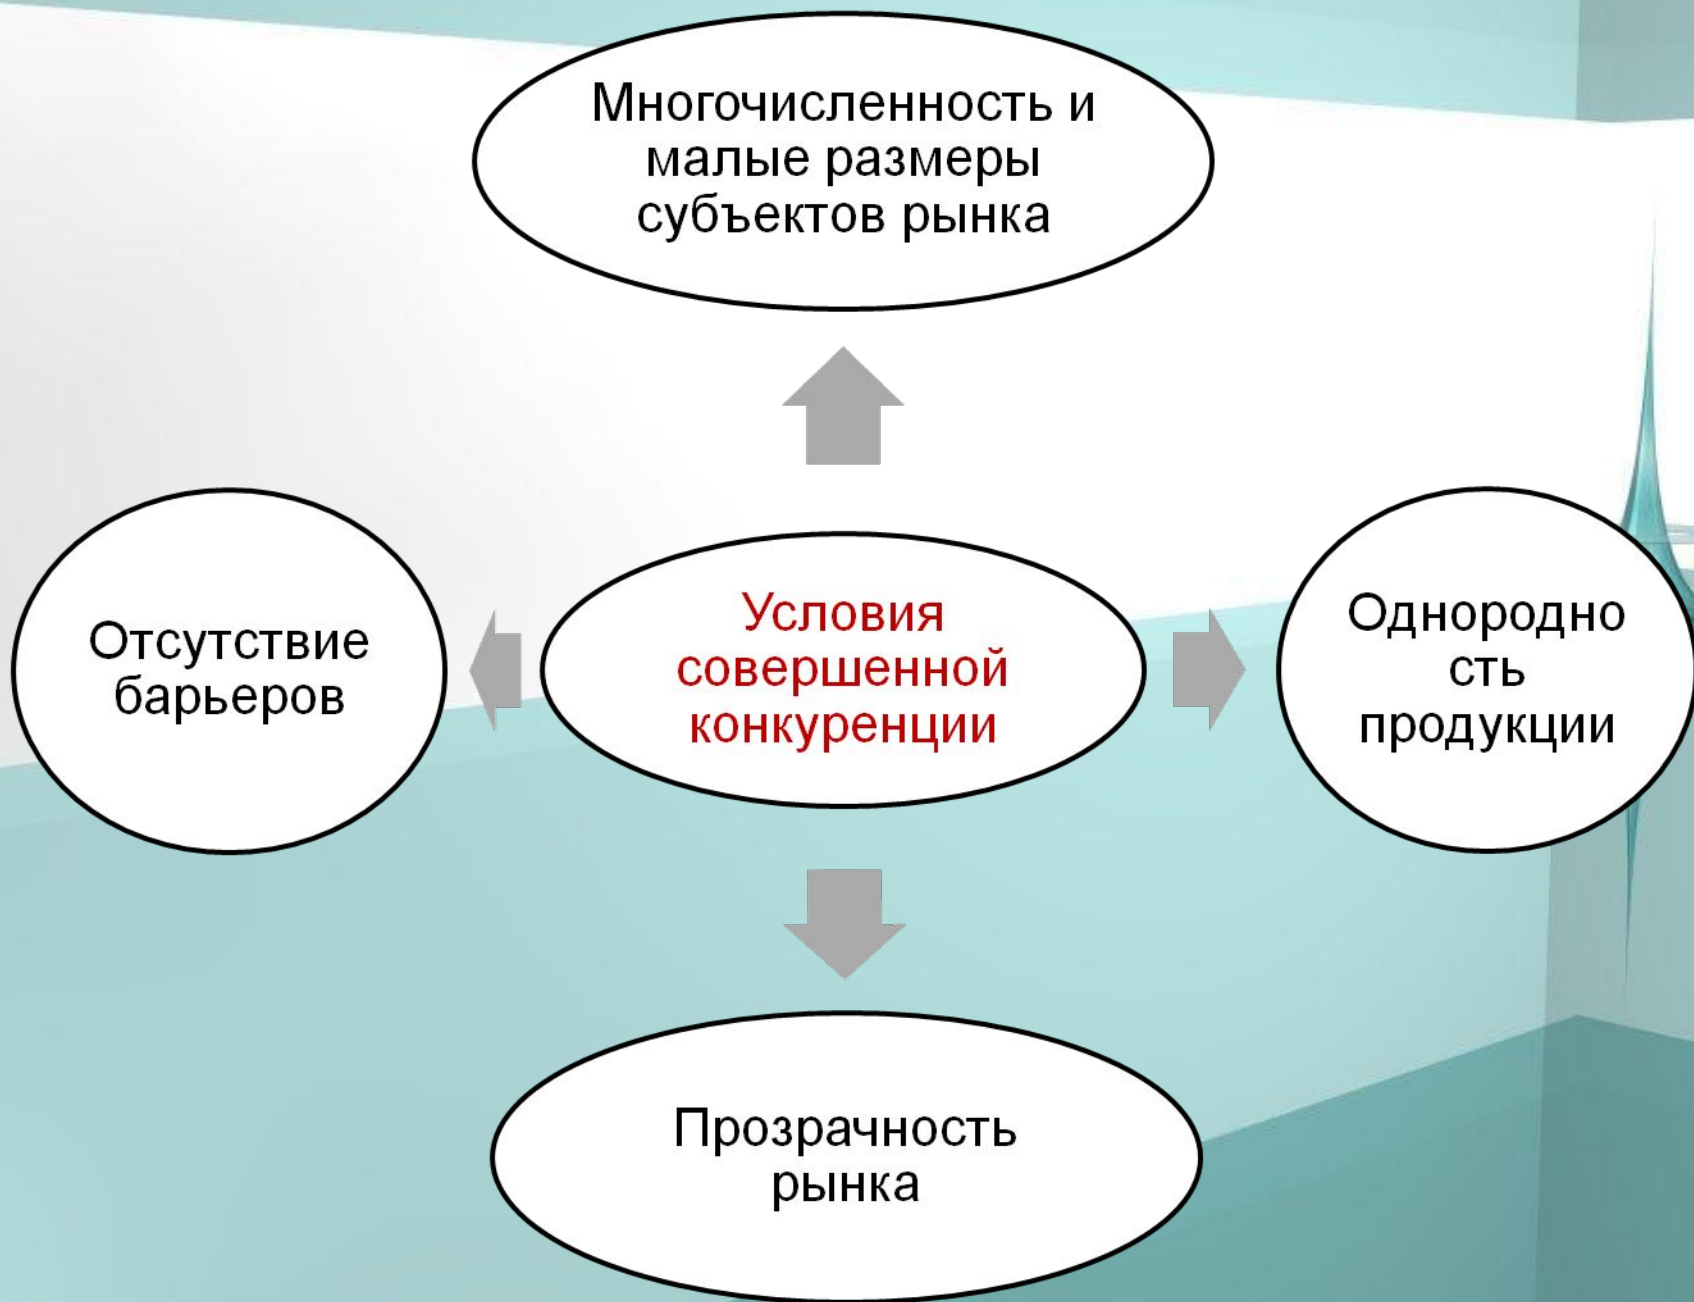 Многочисленность и
малые размеры
субъектов рынка
Отсутствие
барьеров
Условия
совершенной
конкуренции
Однородно
сть
продукции
Прозрачность
рынка